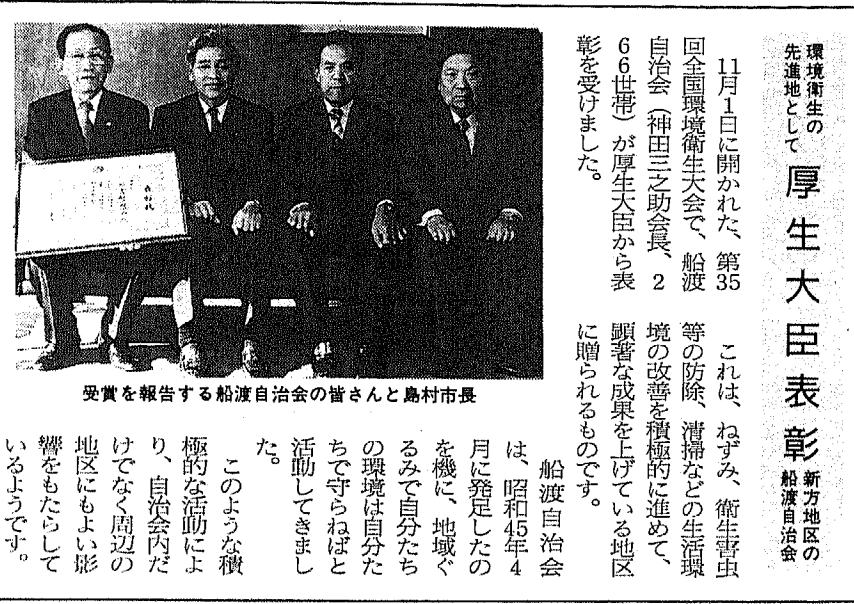 環境衛生の
先進地として
厚生大臣表彰
新方地区の
船渡自治会
11月1日に開かれた、第35
回全国環境衛生大会で、船渡
自治会（神田三之助会長、2
66世帯）が厚生大臣から表
彰を受けました。
これは、ねずみ、衛生害虫
等の防除、清掃などの生活環
境の改善を積極的に進めて、
顕著な成果を上げている地区
に贈られるものです。
船渡自治会
は、昭和45年4
月に発足したの
を機に、地域ぐ
るみで自分たち
の環境は自分た
ちで守らねばと
活動してきまし
た。
このような積
極的な活動によ
り、自治会内だ
けでなく周辺の
地区にもよい影
響をもたらして
いるようです。
受賞を報告する船渡自治会の皆さんと島村市長